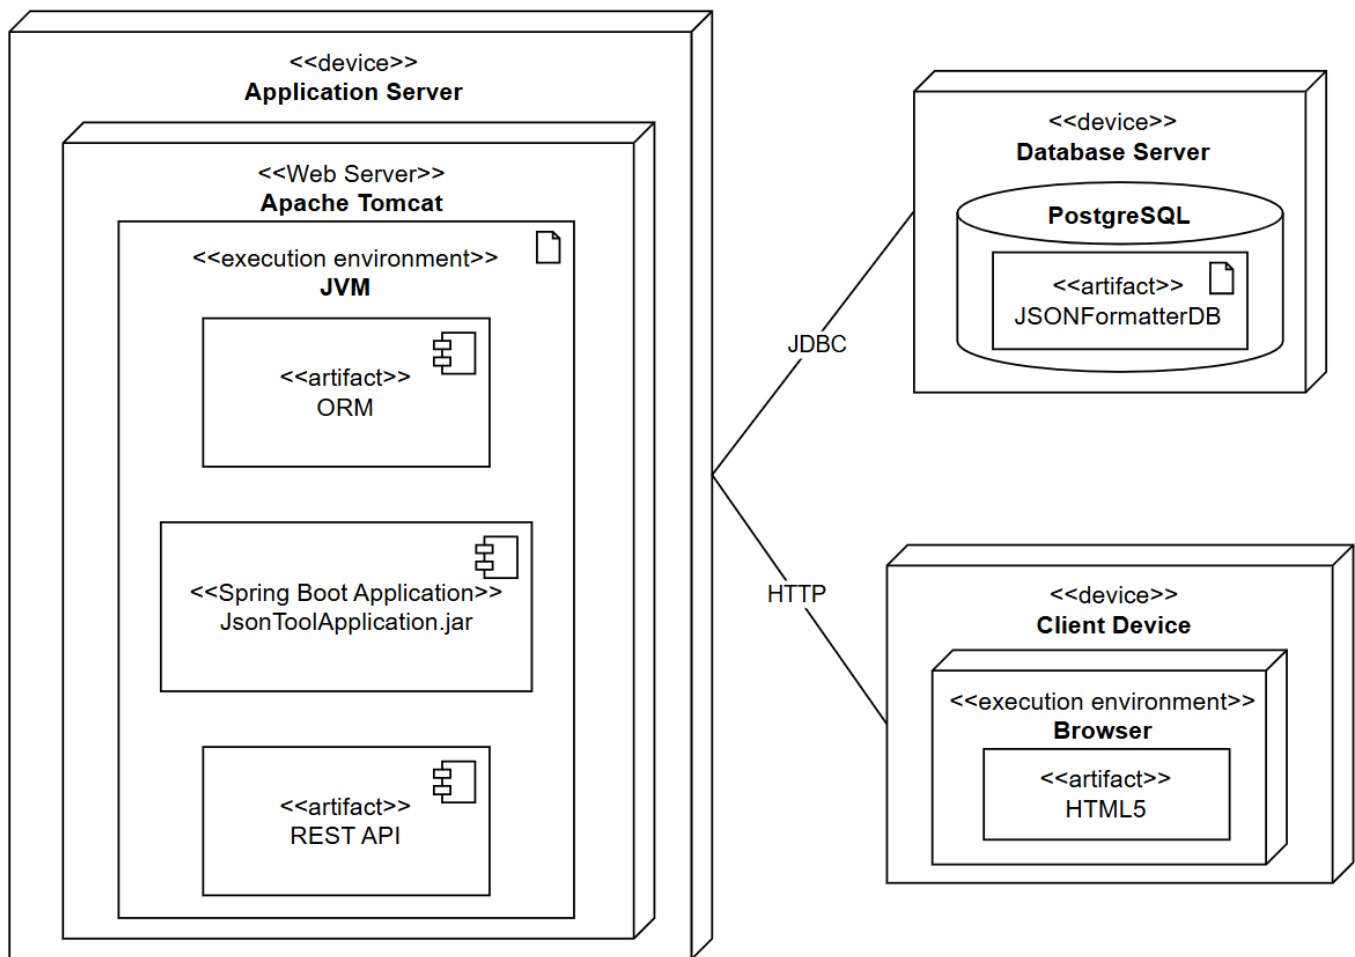 <<device>>
Application Server
<<Web Server>>
Apache Tomcat
<<execution environment>>
JVM
<<artifact>>
ORM
<<Spring Boot Application>>
JsonToolApplication.jar
<<artifact>>
REST API
JDBC
HTTP
<<device>>
Database Server
PostgreSQL
<<artifact>>
JSONFormatterDB
<<device>>
Client Device
<<execution environment>>
Browser
<<artifact>>
HTML5